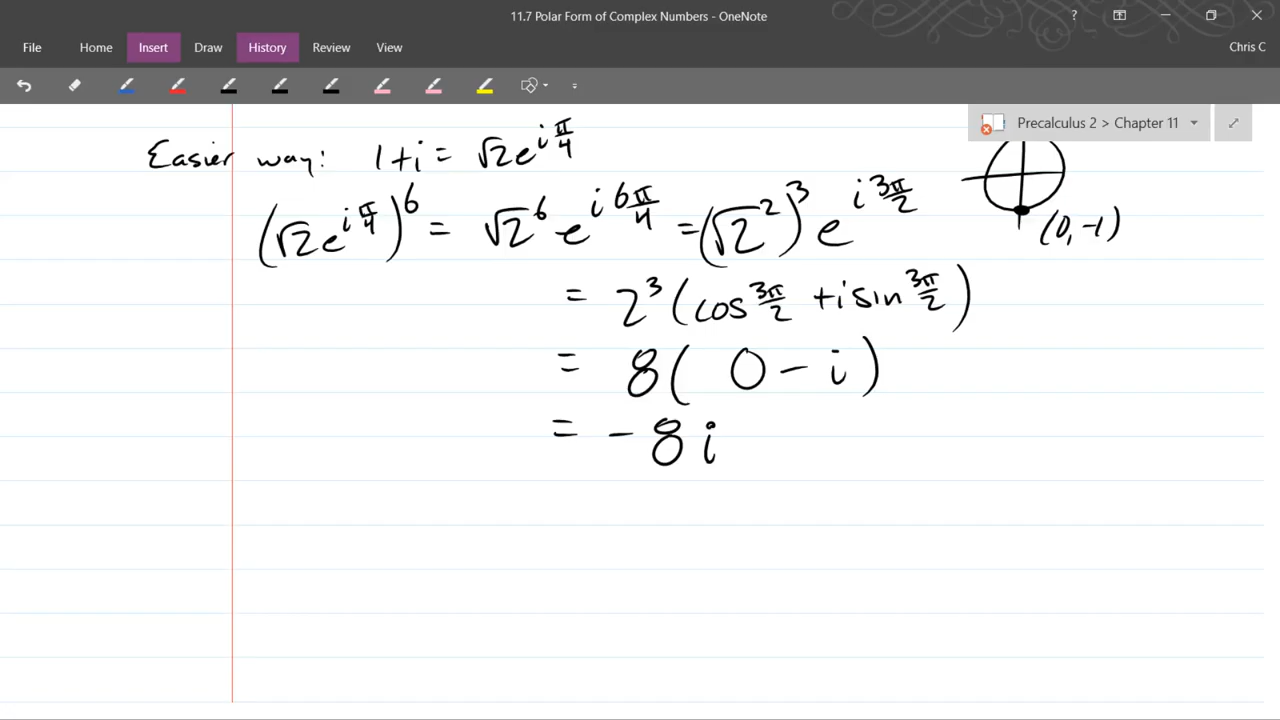 11.7 Polar Form of Complex Numbers - OneNote ?
File Home Insert Draw History Review View Chris C
Precalculus 2 > Chapter 11
Easier way: 1+i = √2e^{iπ/4}
(√2e^{iπ/4})^6 = √2^6 e^{i6π/4} = (√2^2)^3 e^{i3π/2}
(0,-1)
= 2^3 (cos 3π/2 + i sin 3π/2)
= 8( 0 - i)
= -8i